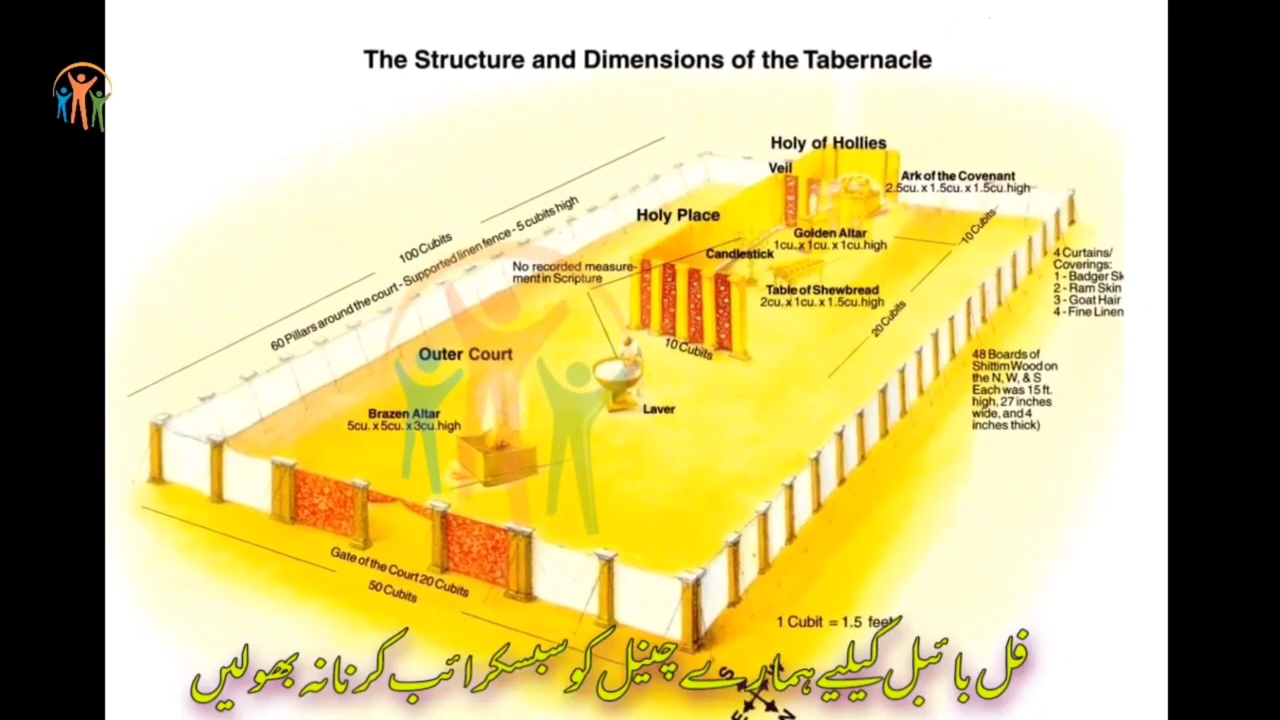 The Structure and Dimensions of the Tabernacle
Holy of Hollies
Veil
Ark of the Covenant
2.5cu. x 1.5cu. x 1.5cu. high
Holy Place
100 Cubits
60 Pillars around the court - Supported linen fence - 5 cubits high
No recorded measure-
ment in Scripture
Candlestick
Golden Altar
1cu. x 1cu. x 1cu. high
10 Cubits
Table of Shewbread
2cu. x 1cu. x 1.5cu. high
20 Cubits
4 Curtains/
Coverings:
1 - Badger Sk
2 - Ram Skin
3 - Goat Hair
4 - Fine Linen
10 Cubits
Outer Court
48 Boards of
Shittim Wood on
the N, W, & S
Each was 15 ft.
high, 27 inches
wide, and 4
inches thick)
Laver
Brazen Altar
5cu. x 5cu. x 3cu. high
Gate of the Court 20 Cubits
50 Cubits
1 Cubit = 1.5 feet
فل بائبل کیلیے ہمارے چینل کو سبسکرائب کرنا نہ بھولیں